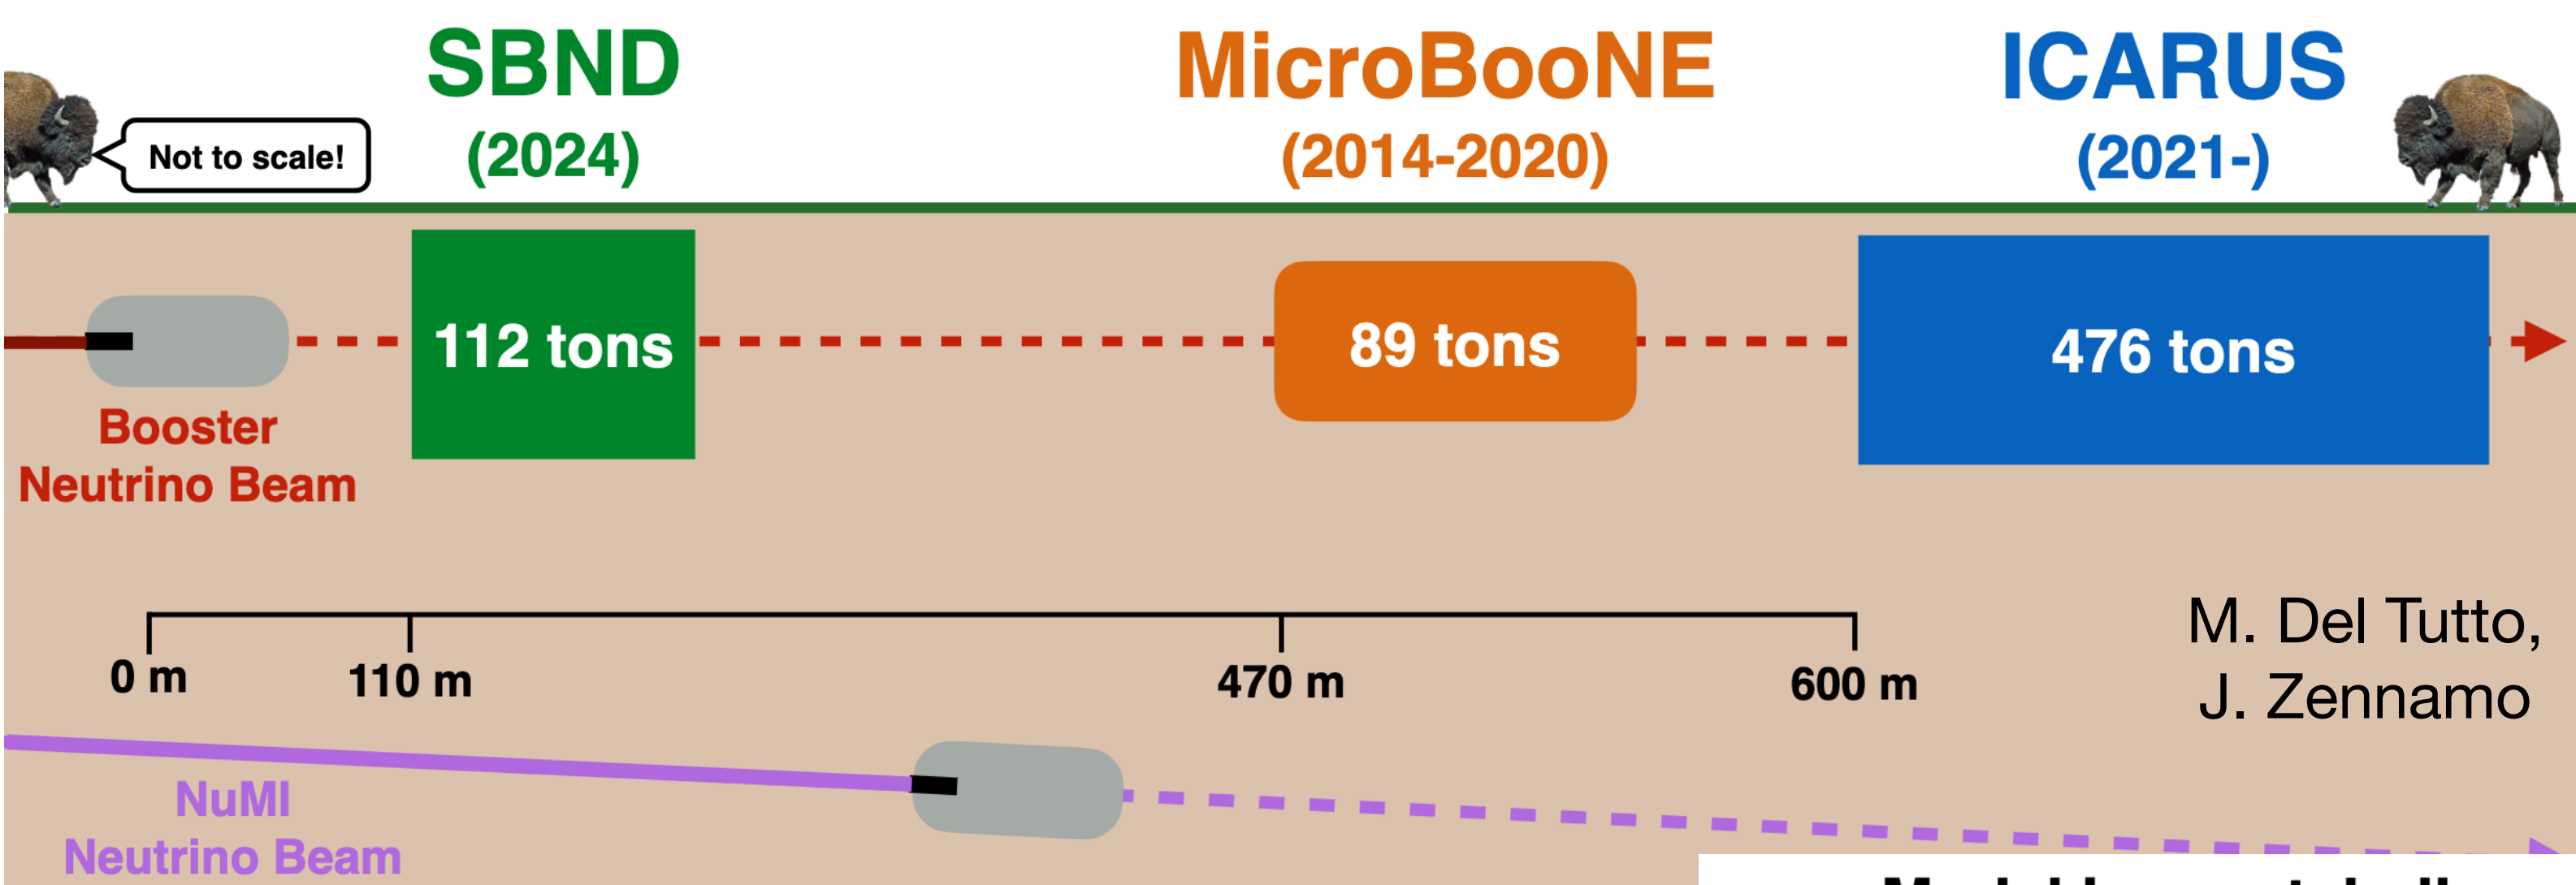 SBND
(2024)
MicroBooNE
(2014-2020)
ICARUS
(2021-)
Not to scale!
112 tons
89 tons
476 tons
Booster
Neutrino Beam
0 m
110 m
470 m
600 m
M. Del Tutto,
J. Zennamo
NuMI
Neutrino Beam